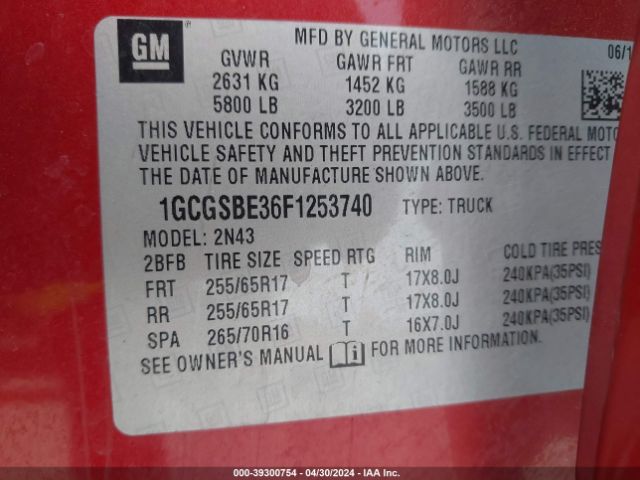 GM
MFD BY GENERAL MOTORS LLC
06/1
GVWR GAWR FRT GAWR RR
2631 KG 1452 KG 1588 KG
5800 LB 3200 LB 3500 LB
THIS VEHICLE CONFORMS TO ALL APPLICABLE U.S. FEDERAL MOTO
VEHICLE SAFETY AND THEFT PREVENTION STANDARDS IN EFFECT
THE DATE OF MANUFACTURE SHOWN ABOVE.
1GCGSBE36F1253740 TYPE: TRUCK
MODEL: 2N43
2BFB TIRE SIZE SPEED RTG RIM COLD TIRE PRES
FRT 255/65R17 T 17X8.0J 240KPA(35PSI)
RR 255/65R17 T 17X8.0J 240KPA(35PSI)
SPA 265/70R16 T 16X7.0J 240KPA(35PSI)
SEE OWNER'S MANUAL FOR MORE INFORMATION.
000-39300754 / 04/30/2024 - IAA Inc.